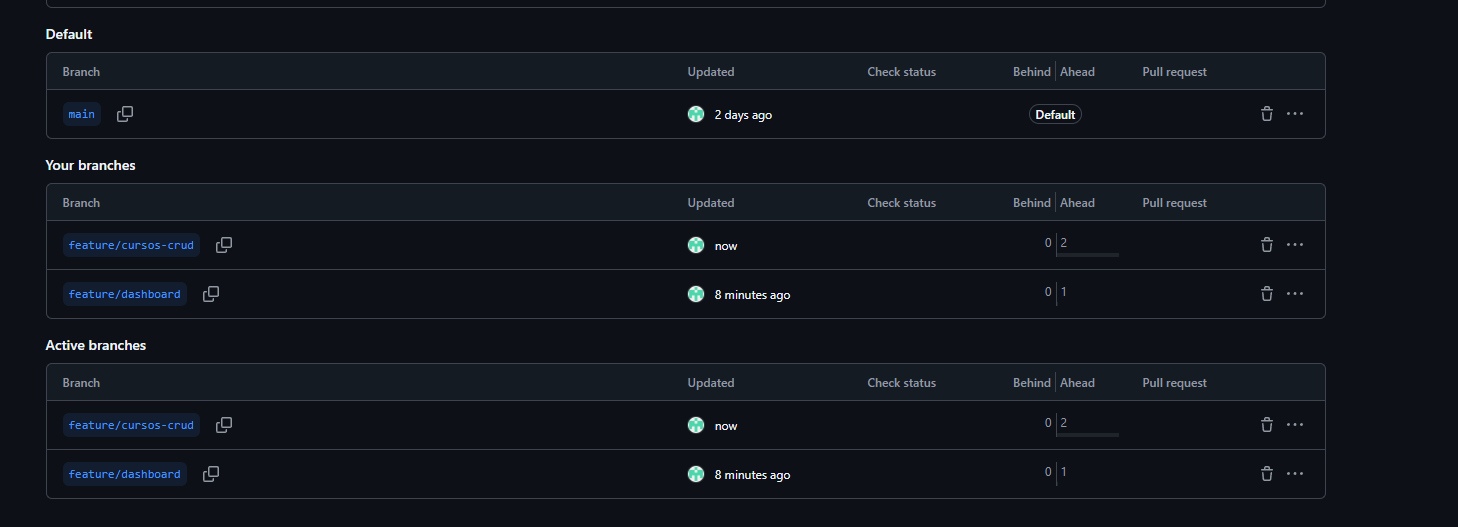 Default
Branch Updated Check status Behind Ahead Pull request
main 2 days ago Default
Your branches
Branch Updated Check status Behind Ahead Pull request
feature/cursos-crud now 0 2
feature/dashboard 8 minutes ago 0 1
Active branches
Branch Updated Check status Behind Ahead Pull request
feature/cursos-crud now 0 2
feature/dashboard 8 minutes ago 0 1